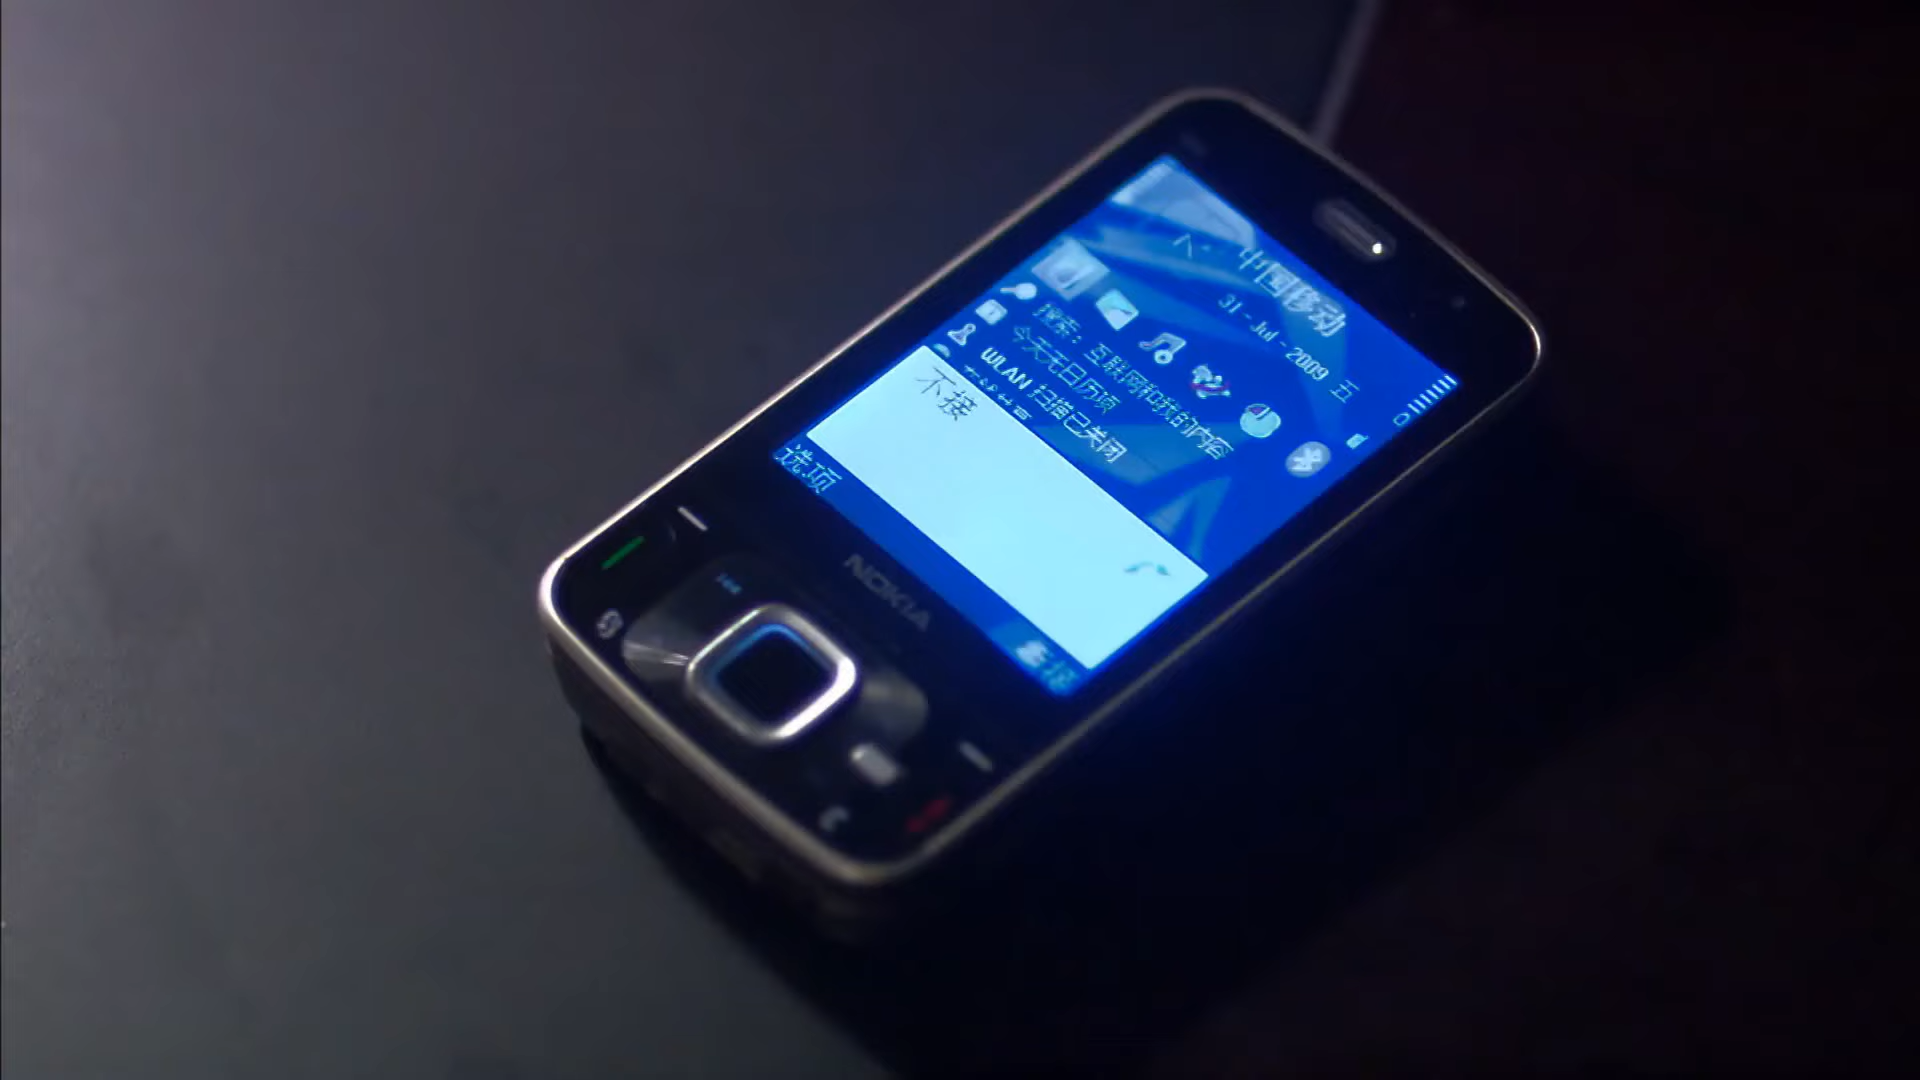 中国移动
31 - Jul - 2009 五
搜索：互联网和我的内容
今天无日历项
WLAN 扫描已关闭
不接
选项
NOKIA